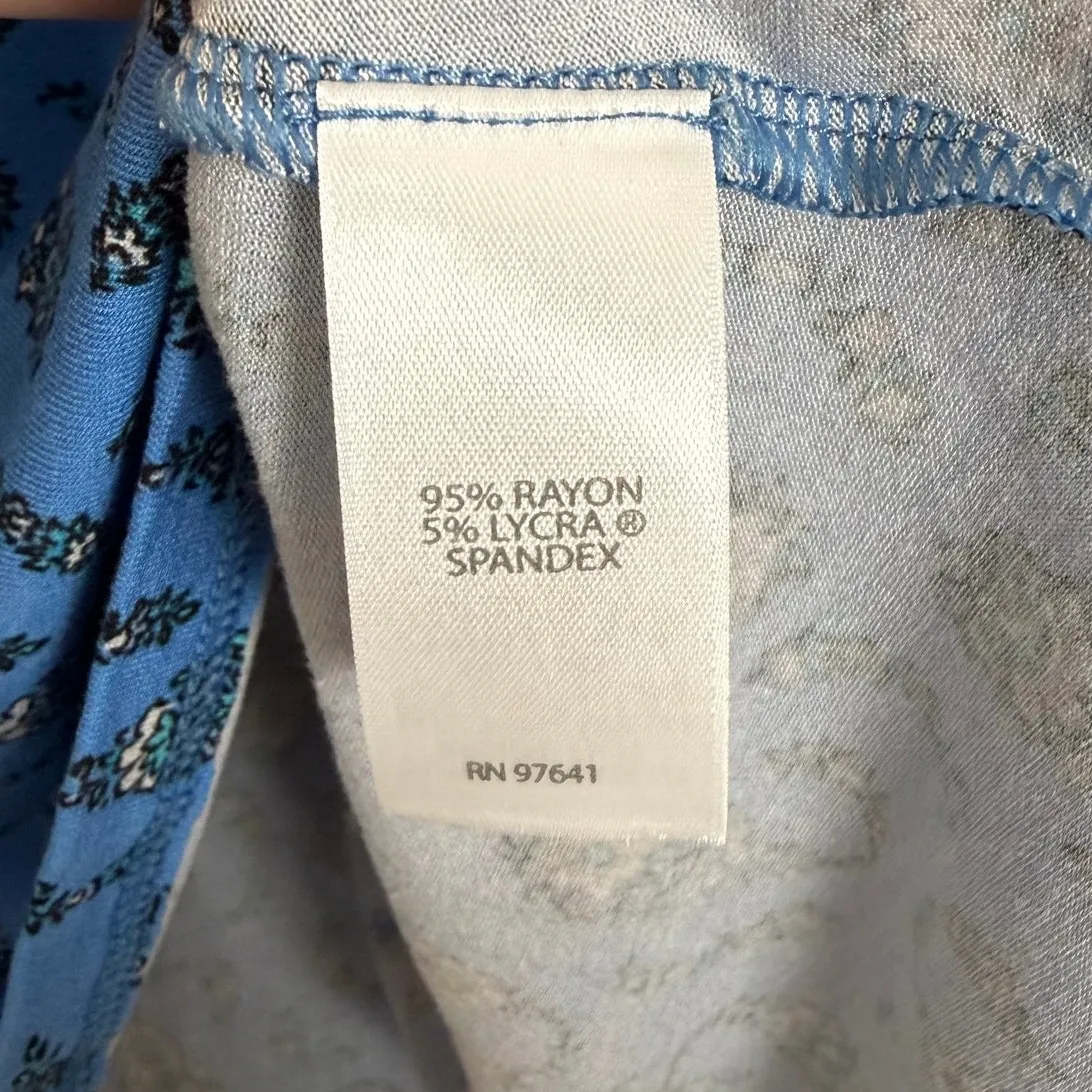 95% RAYON
5% LYCRA ®
SPANDEX
RN 97641